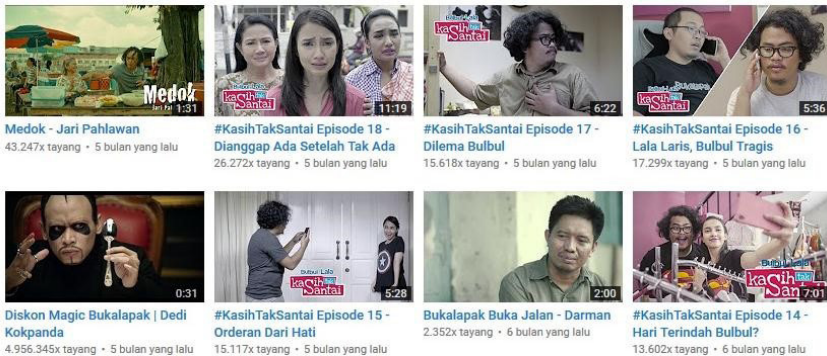 Medok
Jari Pahlawan
1:31
Medok - Jari Pahlawan
43.247x tayang • 5 bulan yang lalu
Bulbul Lala
kasih tak Santai
11:19
#KasihTakSantai Episode 18 -
Dianggap Ada Setelah Tak Ada
26.272x tayang • 5 bulan yang lalu
Bulbul Lala
kasih tak Santai
6:22
#KasihTakSantai Episode 17 -
Dilema Bulbul
15.618x tayang • 5 bulan yang lalu
Bulbul Lala
kasih tak Santai
5:36
#KasihTakSantai Episode 16 -
Lala Laris, Bulbul Tragis
17.299x tayang • 5 bulan yang lalu
0:31
Diskon Magic Bukalapak | Dedi
Kokpanda
4.956.345x tayang • 5 bulan yang lalu
Bulbul Lala
kasih tak Santai
5:28
#KasihTakSantai Episode 15 -
Orderan Dari Hati
15.117x tayang • 5 bulan yang lalu
2:00
Bukalapak Buka Jalan - Darman
2.352x tayang • 6 bulan yang lalu
Bulbul Lala
kasih tak Santai
7:01
#KasihTakSantai Episode 14 -
Hari Terindah Bulbul?
13.602x tayang • 6 bulan yang lalu